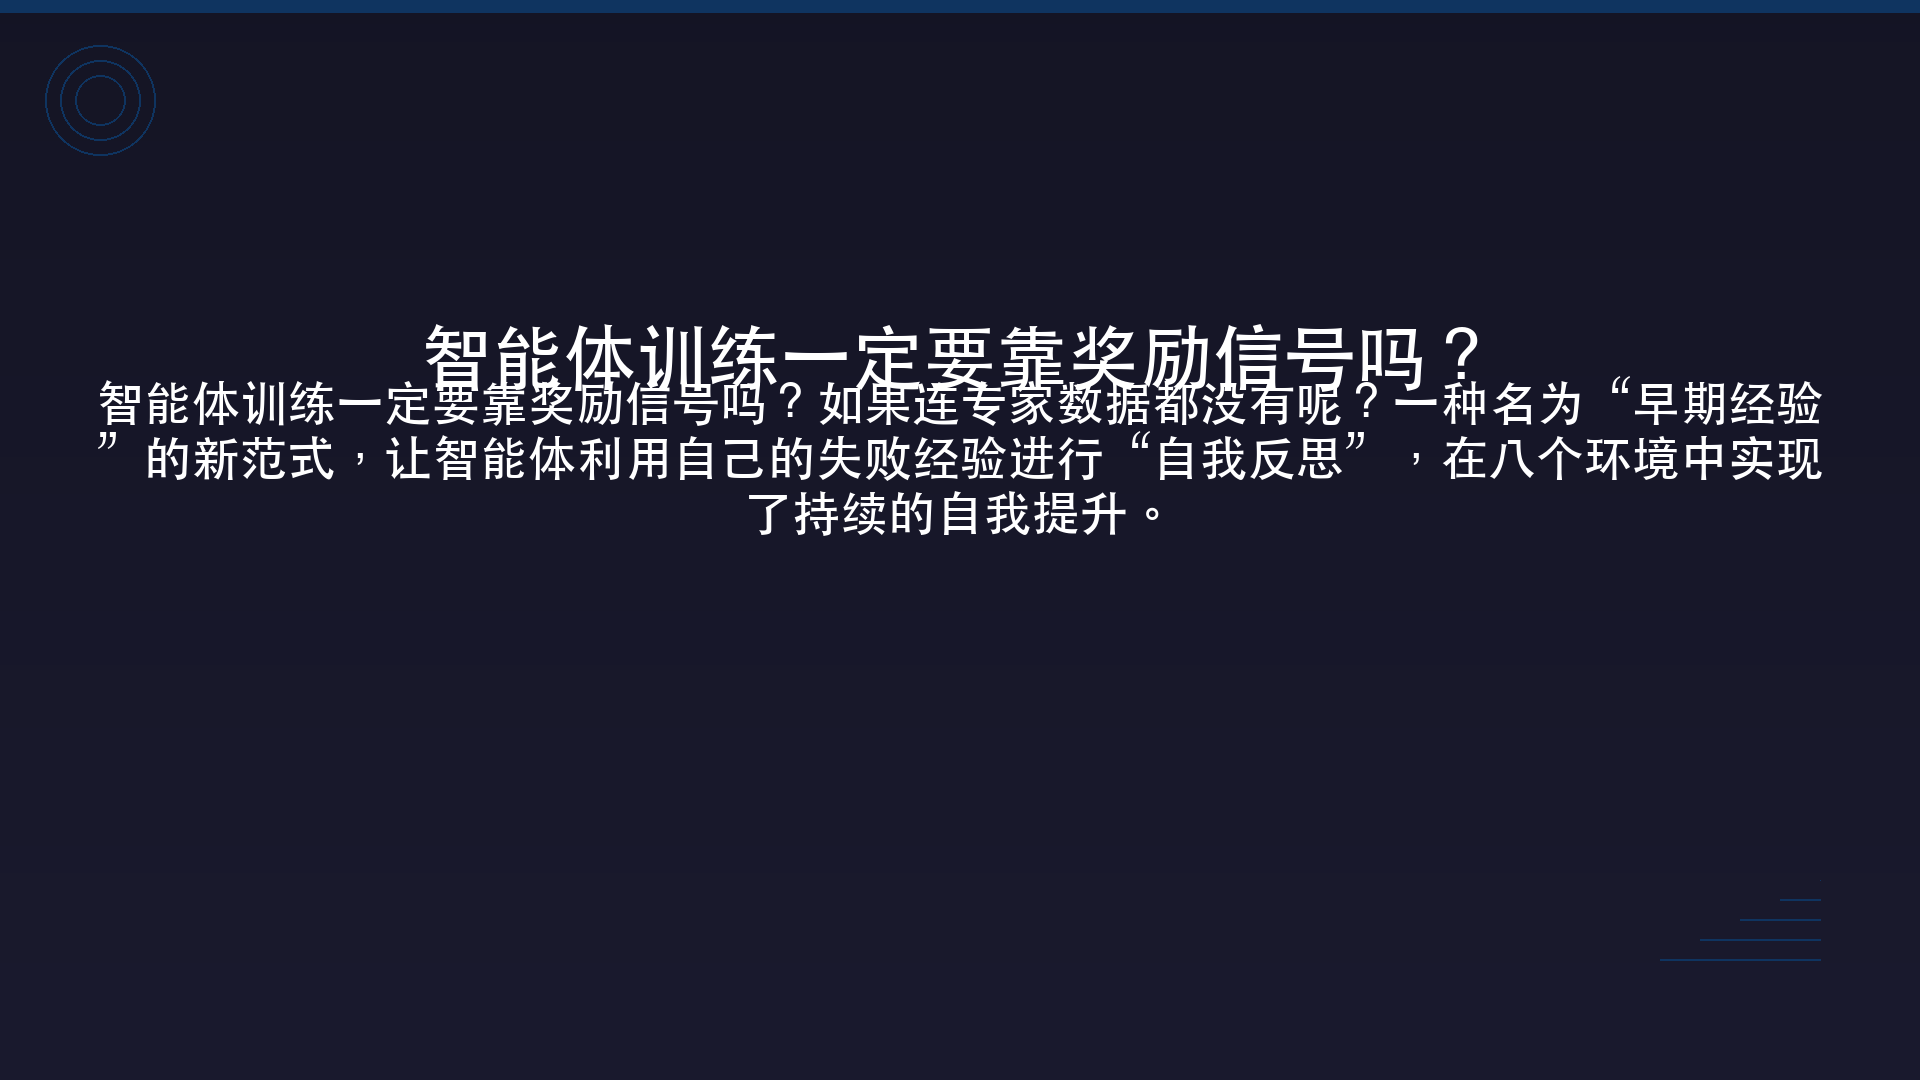 智能体训练一定要靠奖励信号吗？
智能体训练一定要靠奖励信号吗？如果连专家数据都没有呢？一种名为“早期经验
”的新范式，让智能体利用自己的失败经验进行“自我反思”，在八个环境中实现
了持续的自我提升。